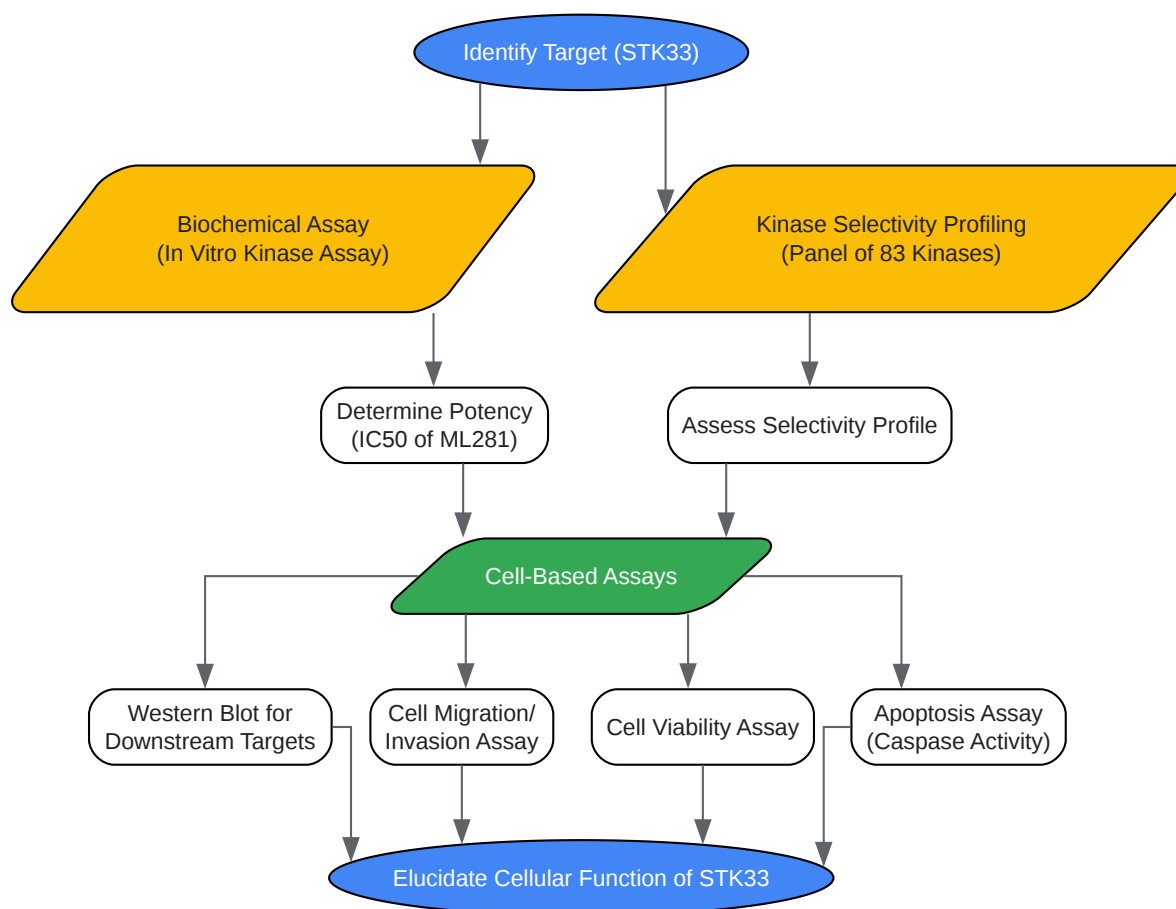 Identify Target (STK33)
Biochemical Assay
(In Vitro Kinase Assay)
Kinase Selectivity Profiling
(Panel of 83 Kinases)
Determine Potency
(IC50 of ML281)
Assess Selectivity Profile
Cell-Based Assays
Western Blot for
Downstream Targets
Cell Migration/
Invasion Assay
Cell Viability Assay
Apoptosis Assay
(Caspase Activity)
Elucidate Cellular Function of STK33